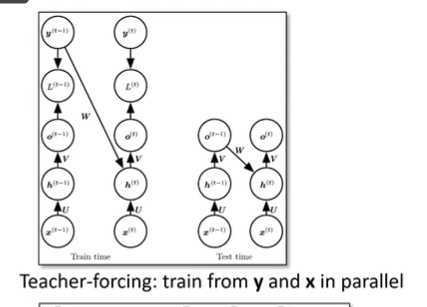 y(t−1) y(t)
L(t−1) L(t)
W
o(t−1) o(t) o(t−1) o(t)
W
V V V V
h(t−1) h(t) h(t−1) h(t)
U U U U
x(t−1) x(t) x(t−1) x(t)
Train time Test time
Teacher-forcing: train from y and x in parallel